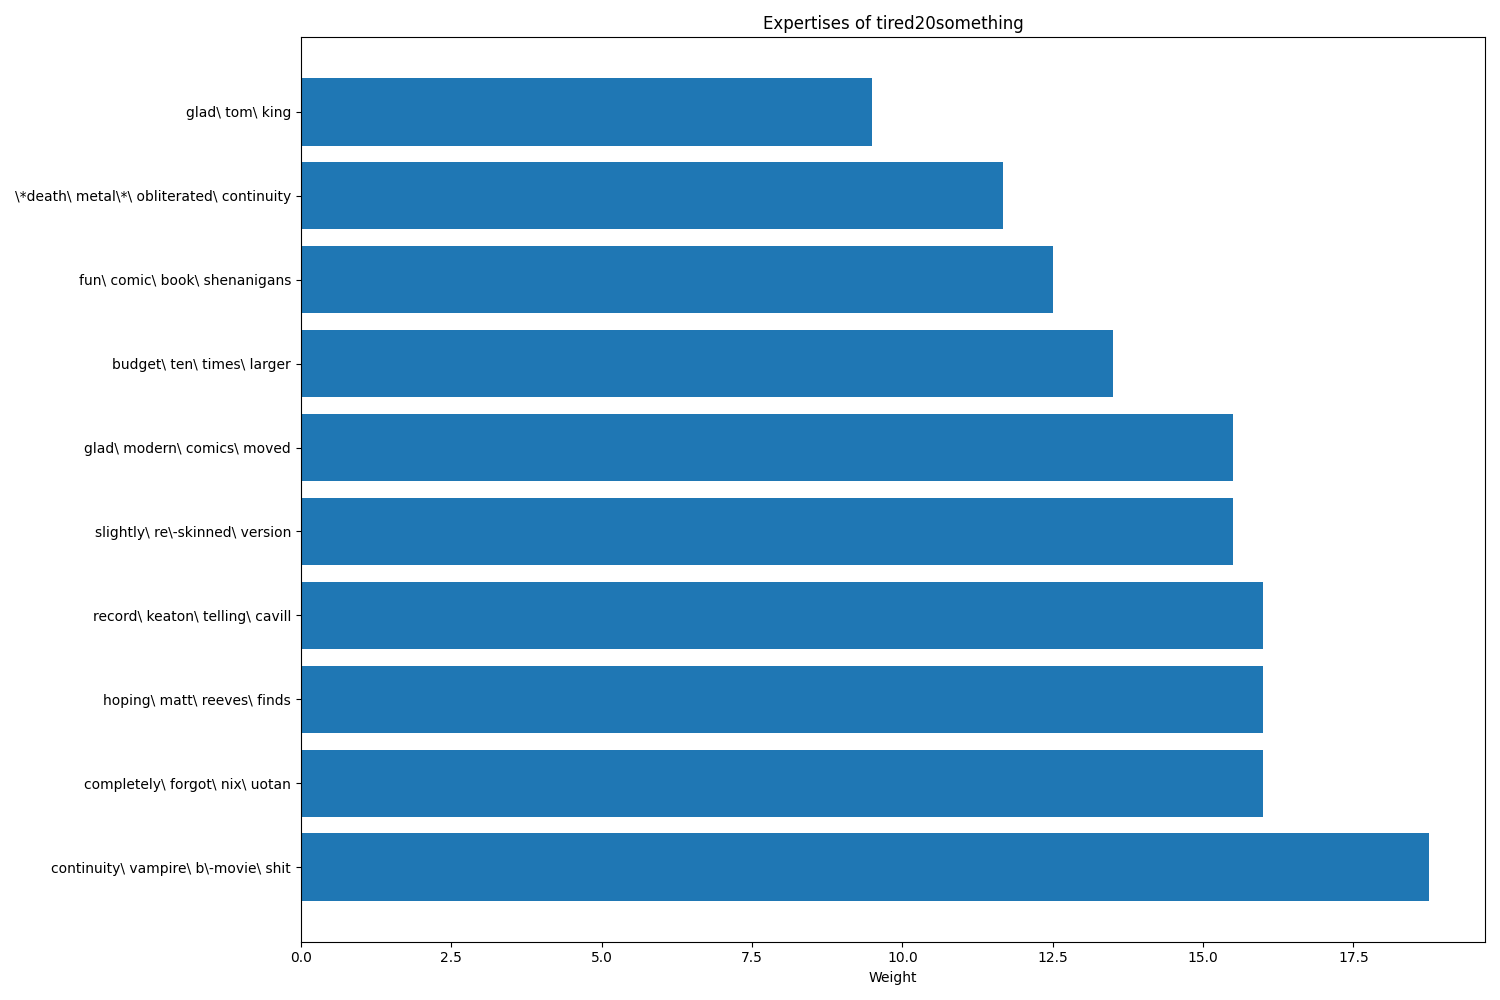 Expertises of tired20something
glad\ tom\ king
\*death\ metal\*\ obliterated\ continuity
fun\ comic\ book\ shenanigans
budget\ ten\ times\ larger
glad\ modern\ comics\ moved
slightly\ re\-skinned\ version
record\ keaton\ telling\ cavill
hoping\ matt\ reeves\ finds
completely\ forgot\ nix\ uotan
continuity\ vampire\ b\-movie\ shit
0.0 2.5 5.0 7.5 10.0 12.5 15.0 17.5
Weight